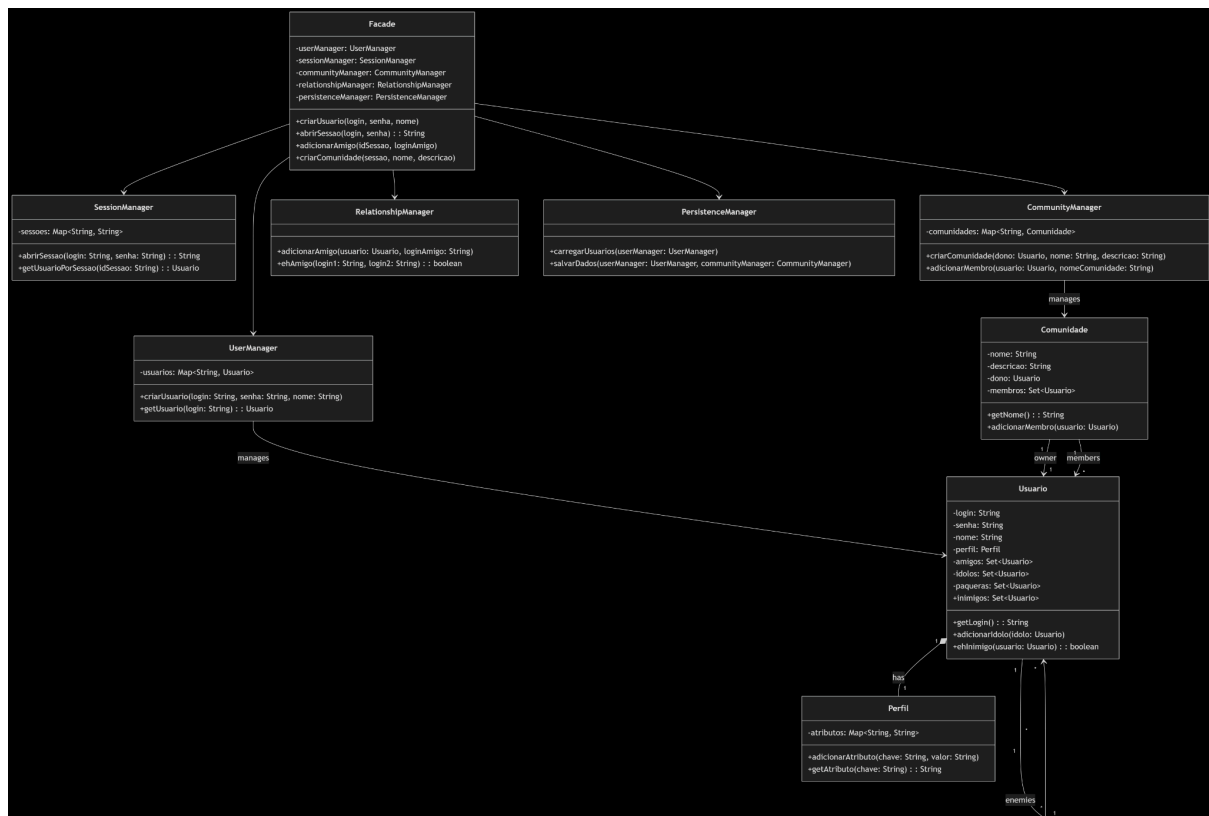 Facade
-userManager: UserManager
-sessionManager: SessionManager
-communityManager: CommunityManager
-relationshipManager: RelationshipManager
-persistenceManager: PersistenceManager
+criarUsuario(login, senha, nome)
+abrirSessao(login, senha) : : String
+adicionarAmigo(idSessao, loginAmigo)
+criarComunidade(sessao, nome, descricao)
SessionManager
-sessoes: Map<String, String>
+abrirSessao(login: String, senha: String) : : String
+getUsuarioPorSessao(idSessao: String) : : Usuario
RelationshipManager
+adicionarAmigo(usuario: Usuario, loginAmigo: String)
+ehAmigo(login1: String, login2: String) : : boolean
PersistenceManager
+carregarUsuarios(userManager: UserManager)
+salvarDados(userManager: UserManager, communityManager: CommunityManager)
CommunityManager
-comunidades: Map<String, Comunidade>
+criarComunidade(dono: Usuario, nome: String, descricao: String)
+adicionarMembro(usuario: Usuario, nomeComunidade: String)
manages
UserManager
-usuarios: Map<String, Usuario>
+criarUsuario(login: String, senha: String, nome: String)
+getUsuario(login: String) : : Usuario
manages
Comunidade
-nome: String
-descricao: String
-dono: Usuario
-membros: Set<Usuario>
+getNome() : : String
+adicionarMembro(usuario: Usuario)
1 1
owner members
1 *
Usuario
-login: String
-senha: String
-nome: String
-perfil: Perfil
-amigos: Set<Usuario>
-idolos: Set<Usuario>
-paqueras: Set<Usuario>
+inimigos: Set<Usuario>
+getLogin() : : String
+adicionarIdolo(idolo: Usuario)
+ehInimigo(usuario: Usuario) : : boolean
1
has
1
Perfil
-atributos: Map<String, String>
+adicionarAtributo(chave: String, valor: String)
+getAtributo(chave: String) : : String
1 *
*
1
enemies
*
1